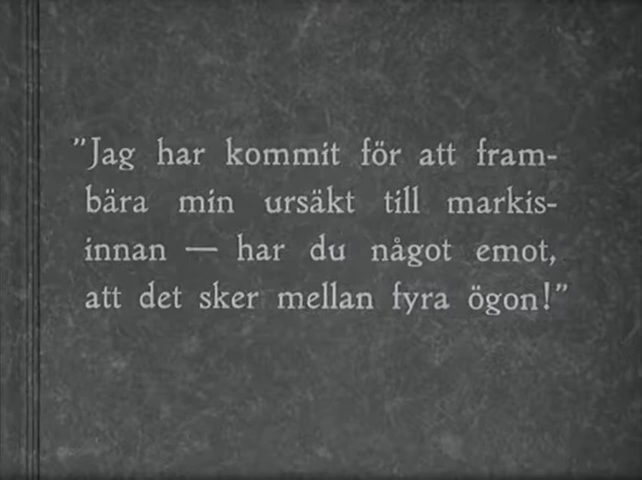 ”Jag har kommit för att fram-
bära min ursäkt till markis-
innan — har du något emot,
att det sker mellan fyra ögon!”